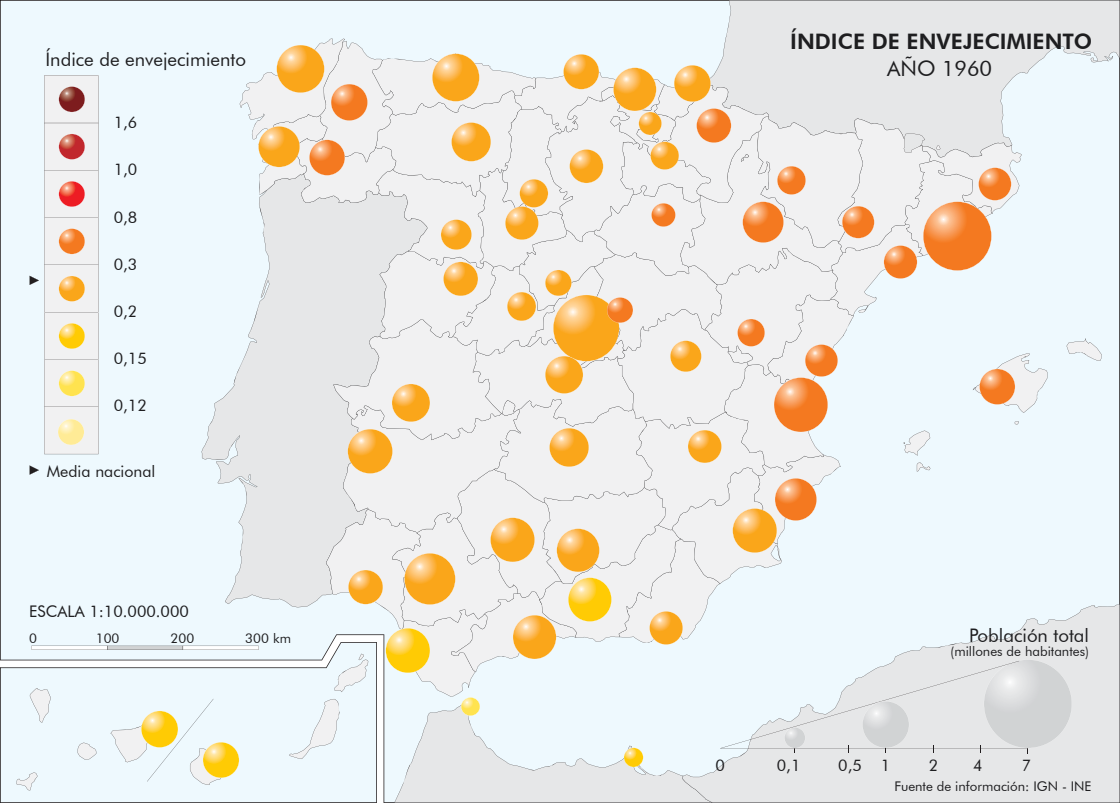 ÍNDICE DE ENVEJECIMIENTO
AÑO 1960
Índice de envejecimiento
1,6
1,0
0,8
0,3
0,2
0,15
0,12
Media nacional
ESCALA 1:10.000.000
0 100 200 300 km
Población total
(millones de habitantes)
0 0,1 0,5 1 2 4 7
Fuente de información: IGN - INE